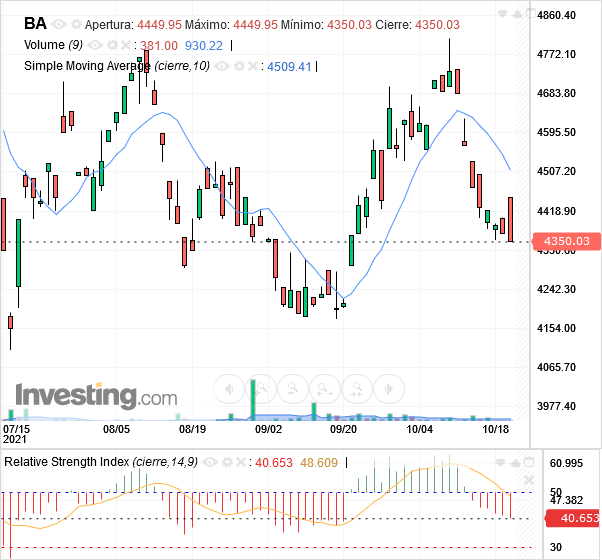 BA Apertura: 4449.95 Máximo: 4449.95 Mínimo: 4350.03 Cierre: 4350.03
Volume (9) : 381.00 930.22
Simple Moving Average (cierre,10) : 4509.41
4860.40
4772.10
4683.80
4595.50
4507.20
4418.90
4350.03
4242.30
4154.00
4065.70
3977.40
Investing.com
07/15 08/05 08/19 09/02 09/20 10/04 10/18
2021
Relative Strength Index (cierre,14,9) : 40.653 48.609
60.995
50
47.382
40.653
30